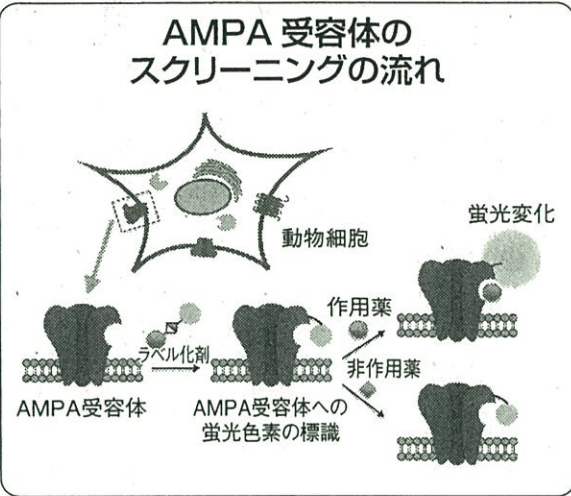 AMPA 受容体の
スクリーニングの流れ
動物細胞
蛍光変化
ラベル化剤
作用薬
非作用薬
AMPA受容体
AMPA受容体への
蛍光色素の標識